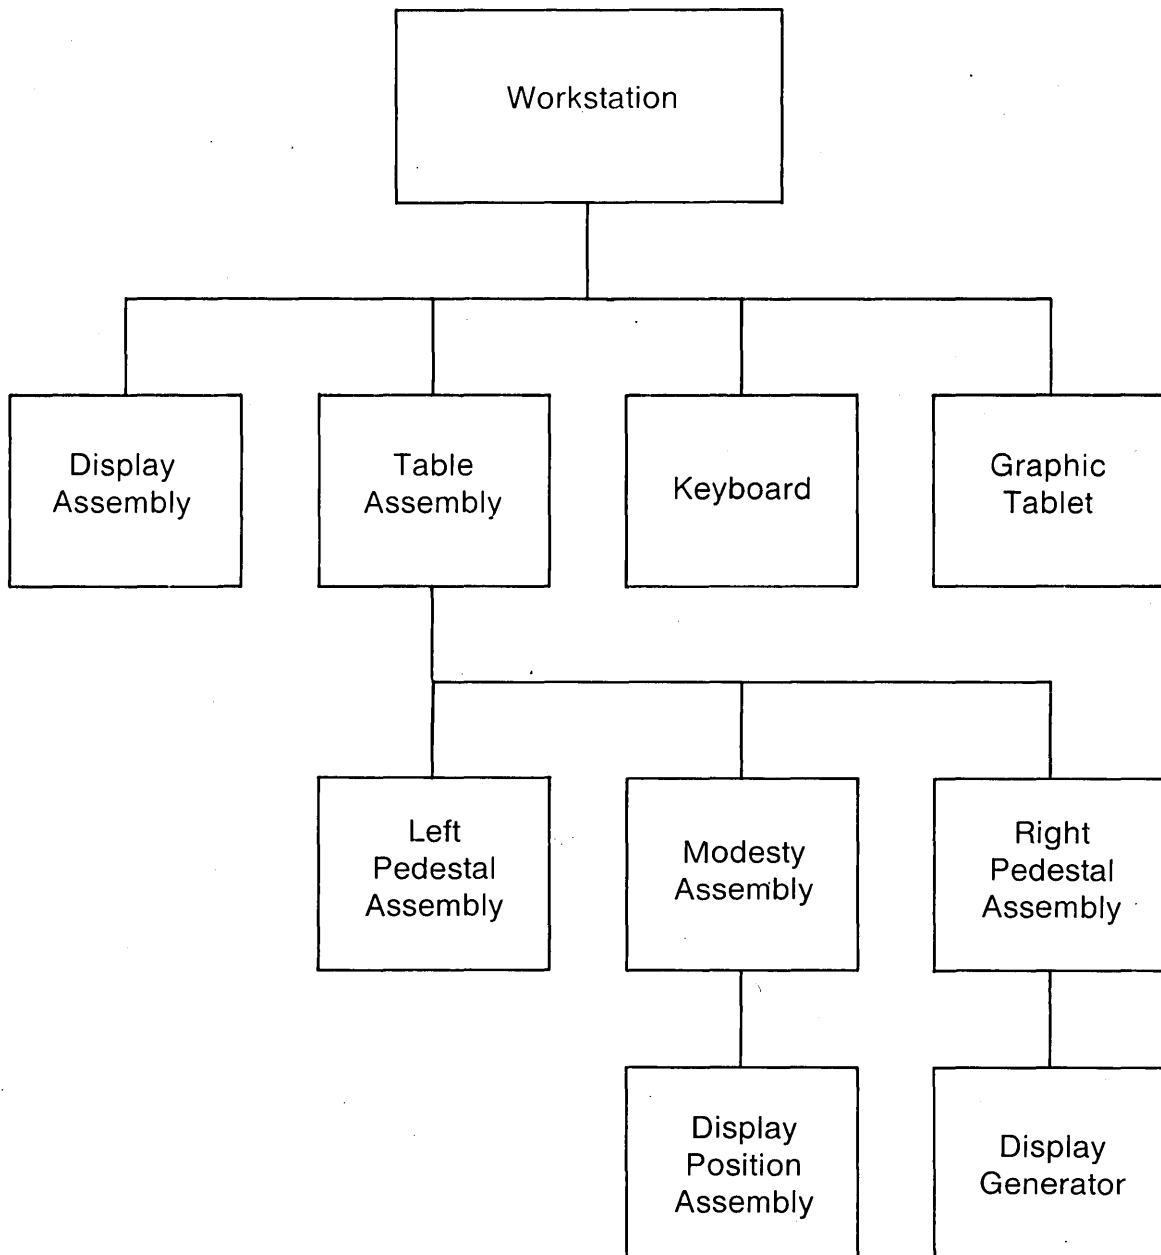 Workstation
Display
Assembly
Table
Assembly
Keyboard
Graphic
Tablet
Left
Pedestal
Assembly
Modesty
Assembly
Right
Pedestal
Assembly
Display
Position
Assembly
Display
Generator